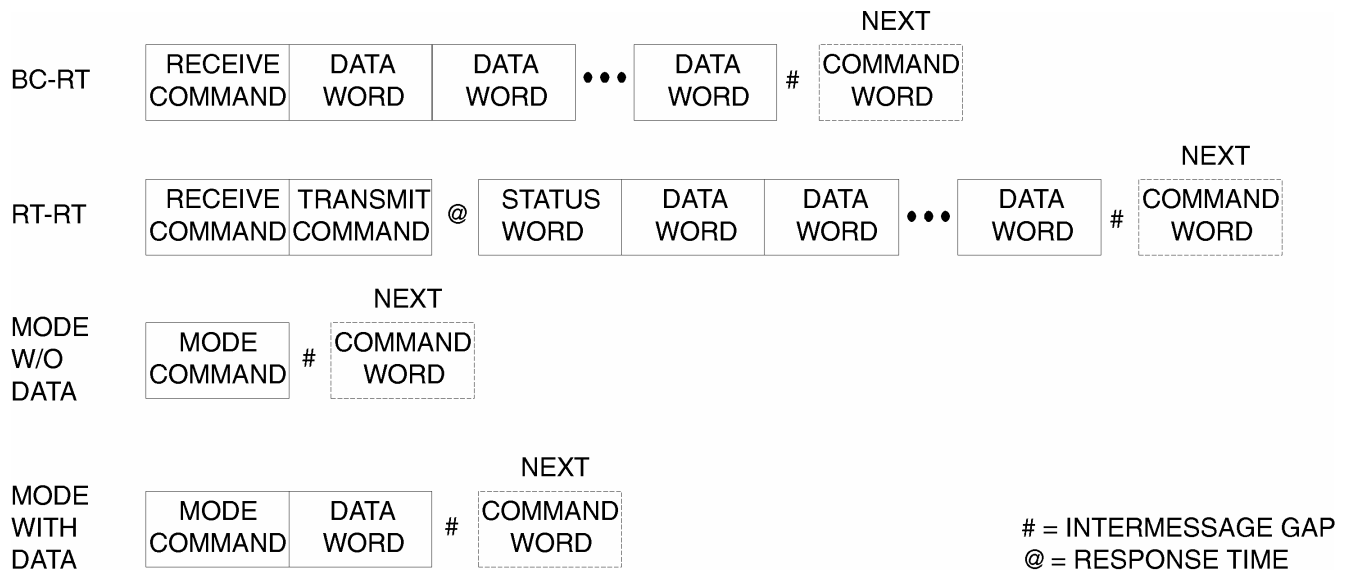 NEXT
BC-RT
RECEIVE COMMAND
DATA WORD
DATA WORD
•••
DATA WORD
#
COMMAND WORD
NEXT
RT-RT
RECEIVE COMMAND
TRANSMIT COMMAND
@
STATUS WORD
DATA WORD
DATA WORD
•••
DATA WORD
#
COMMAND WORD
NEXT
MODE
W/O
DATA
MODE COMMAND
#
COMMAND WORD
NEXT
MODE
WITH
DATA
MODE COMMAND
DATA WORD
#
COMMAND WORD
# = INTERMESSAGE GAP
@ = RESPONSE TIME